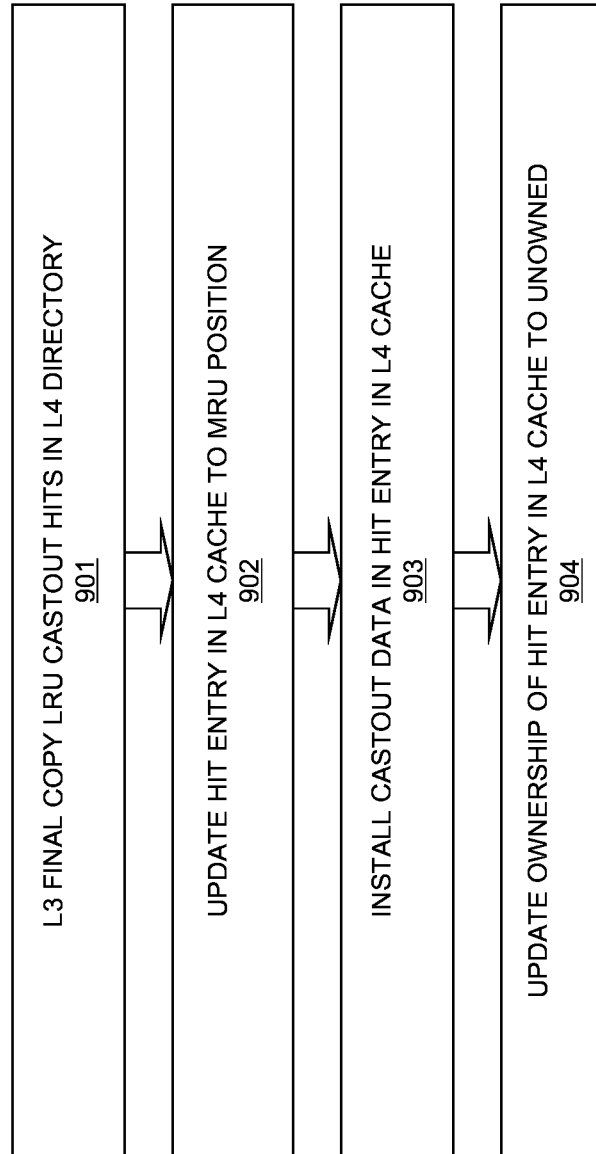 L3 FINAL COPY LRU CASTOUT HITS IN L4 DIRECTORY
901
UPDATE HIT ENTRY IN L4 CACHE TO MRU POSITION
902
INSTALL CASTOUT DATA IN HIT ENTRY IN L4 CACHE
903
UPDATE OWNERSHIP OF HIT ENTRY IN L4 CACHE TO UNOWNED
904